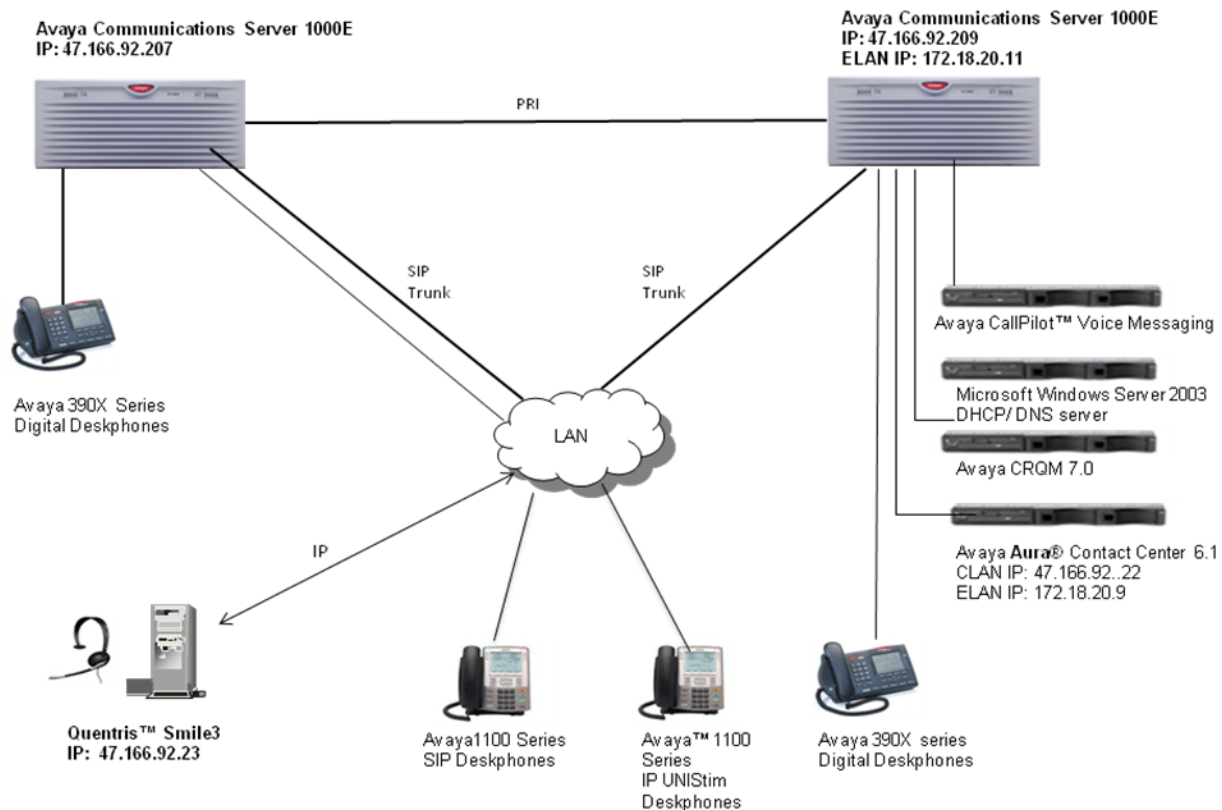 Avaya Communications Server 1000E
IP: 47.166.92.207
Avaya Communications Server 1000E
IP: 47.166.92.209
ELAN IP: 172.18.20.11
PRI
SIP
Trunk
SIP
Trunk
Avaya CallPilot™ Voice Messaging
Avaya 390X Series
Digital Deskphones
Microsoft Windows Server 2003
DHCP/ DNS server
LAN
Avaya CRQM 7.0
IP
Avaya Aura® Contact Center 6.1
CLAN IP: 47.166.92..22
ELAN IP: 172.18.20.9
Quentris™ Smile3
IP: 47.166.92.23
Avaya1100 Series
SIP Deskphones
Avaya™ 1100
Series
IP UNIStim
Deskphones
Avaya 390X series
Digital Deskphones